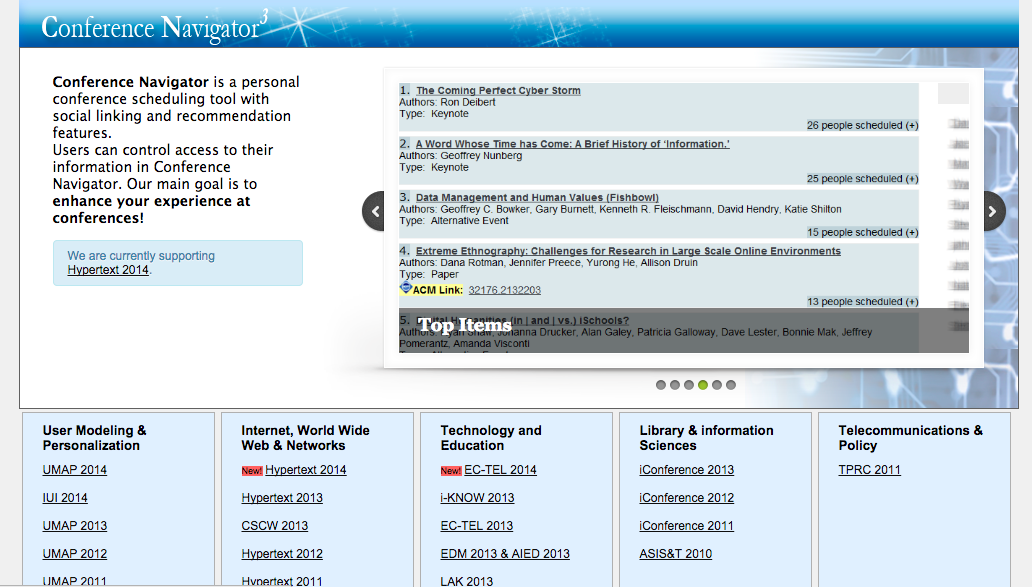 Conference Navigator3
Conference Navigator is a personal
conference scheduling tool with
social linking and recommendation
features.
Users can control access to their
information in Conference
Navigator. Our main goal is to
enhance your experience at
conferences!
We are currently supporting
Hypertext 2014.
1. The Coming Perfect Cyber Storm
Authors: Ron Deibert
Type: Keynote
26 people scheduled (+)
2. A Word Whose Time has Come: A Brief History of 'Information.'
Authors: Geoffrey Nunberg
Type: Keynote
25 people scheduled (+)
3. Data Management and Human Values (Fishbowl)
Authors: Geoffrey C. Bowker, Gary Burnett, Kenneth R. Fleischmann, David Hendry, Katie Shilton
Type: Alternative Event
15 people scheduled (+)
4. Extreme Ethnography: Challenges for Research in Large Scale Online Environments
Authors: Dana Rotman, Jennifer Preece, Yurong He, Allison Druin
Type: Paper
ACM Link: 32176.2132203
13 people scheduled (+)
5. Digital Humanities (in | and | vs.) iSchools?
Top Items
Authors: Ryan Shaw, Johanna Drucker, Alan Galey, Patricia Galloway, Dave Lester, Bonnie Mak, Jeffrey
Pomerantz, Amanda Visconti
User Modeling &
Personalization
UMAP 2014
IUI 2014
UMAP 2013
UMAP 2012
UMAP 2011
Internet, World Wide
Web & Networks
New! Hypertext 2014
Hypertext 2013
CSCW 2013
Hypertext 2012
Hypertext 2011
Technology and
Education
New! EC-TEL 2014
i-KNOW 2013
EC-TEL 2013
EDM 2013 & AIED 2013
LAK 2013
Library & information
Sciences
iConference 2013
iConference 2012
iConference 2011
ASIS&T 2010
Telecommunications &
Policy
TPRC 2011